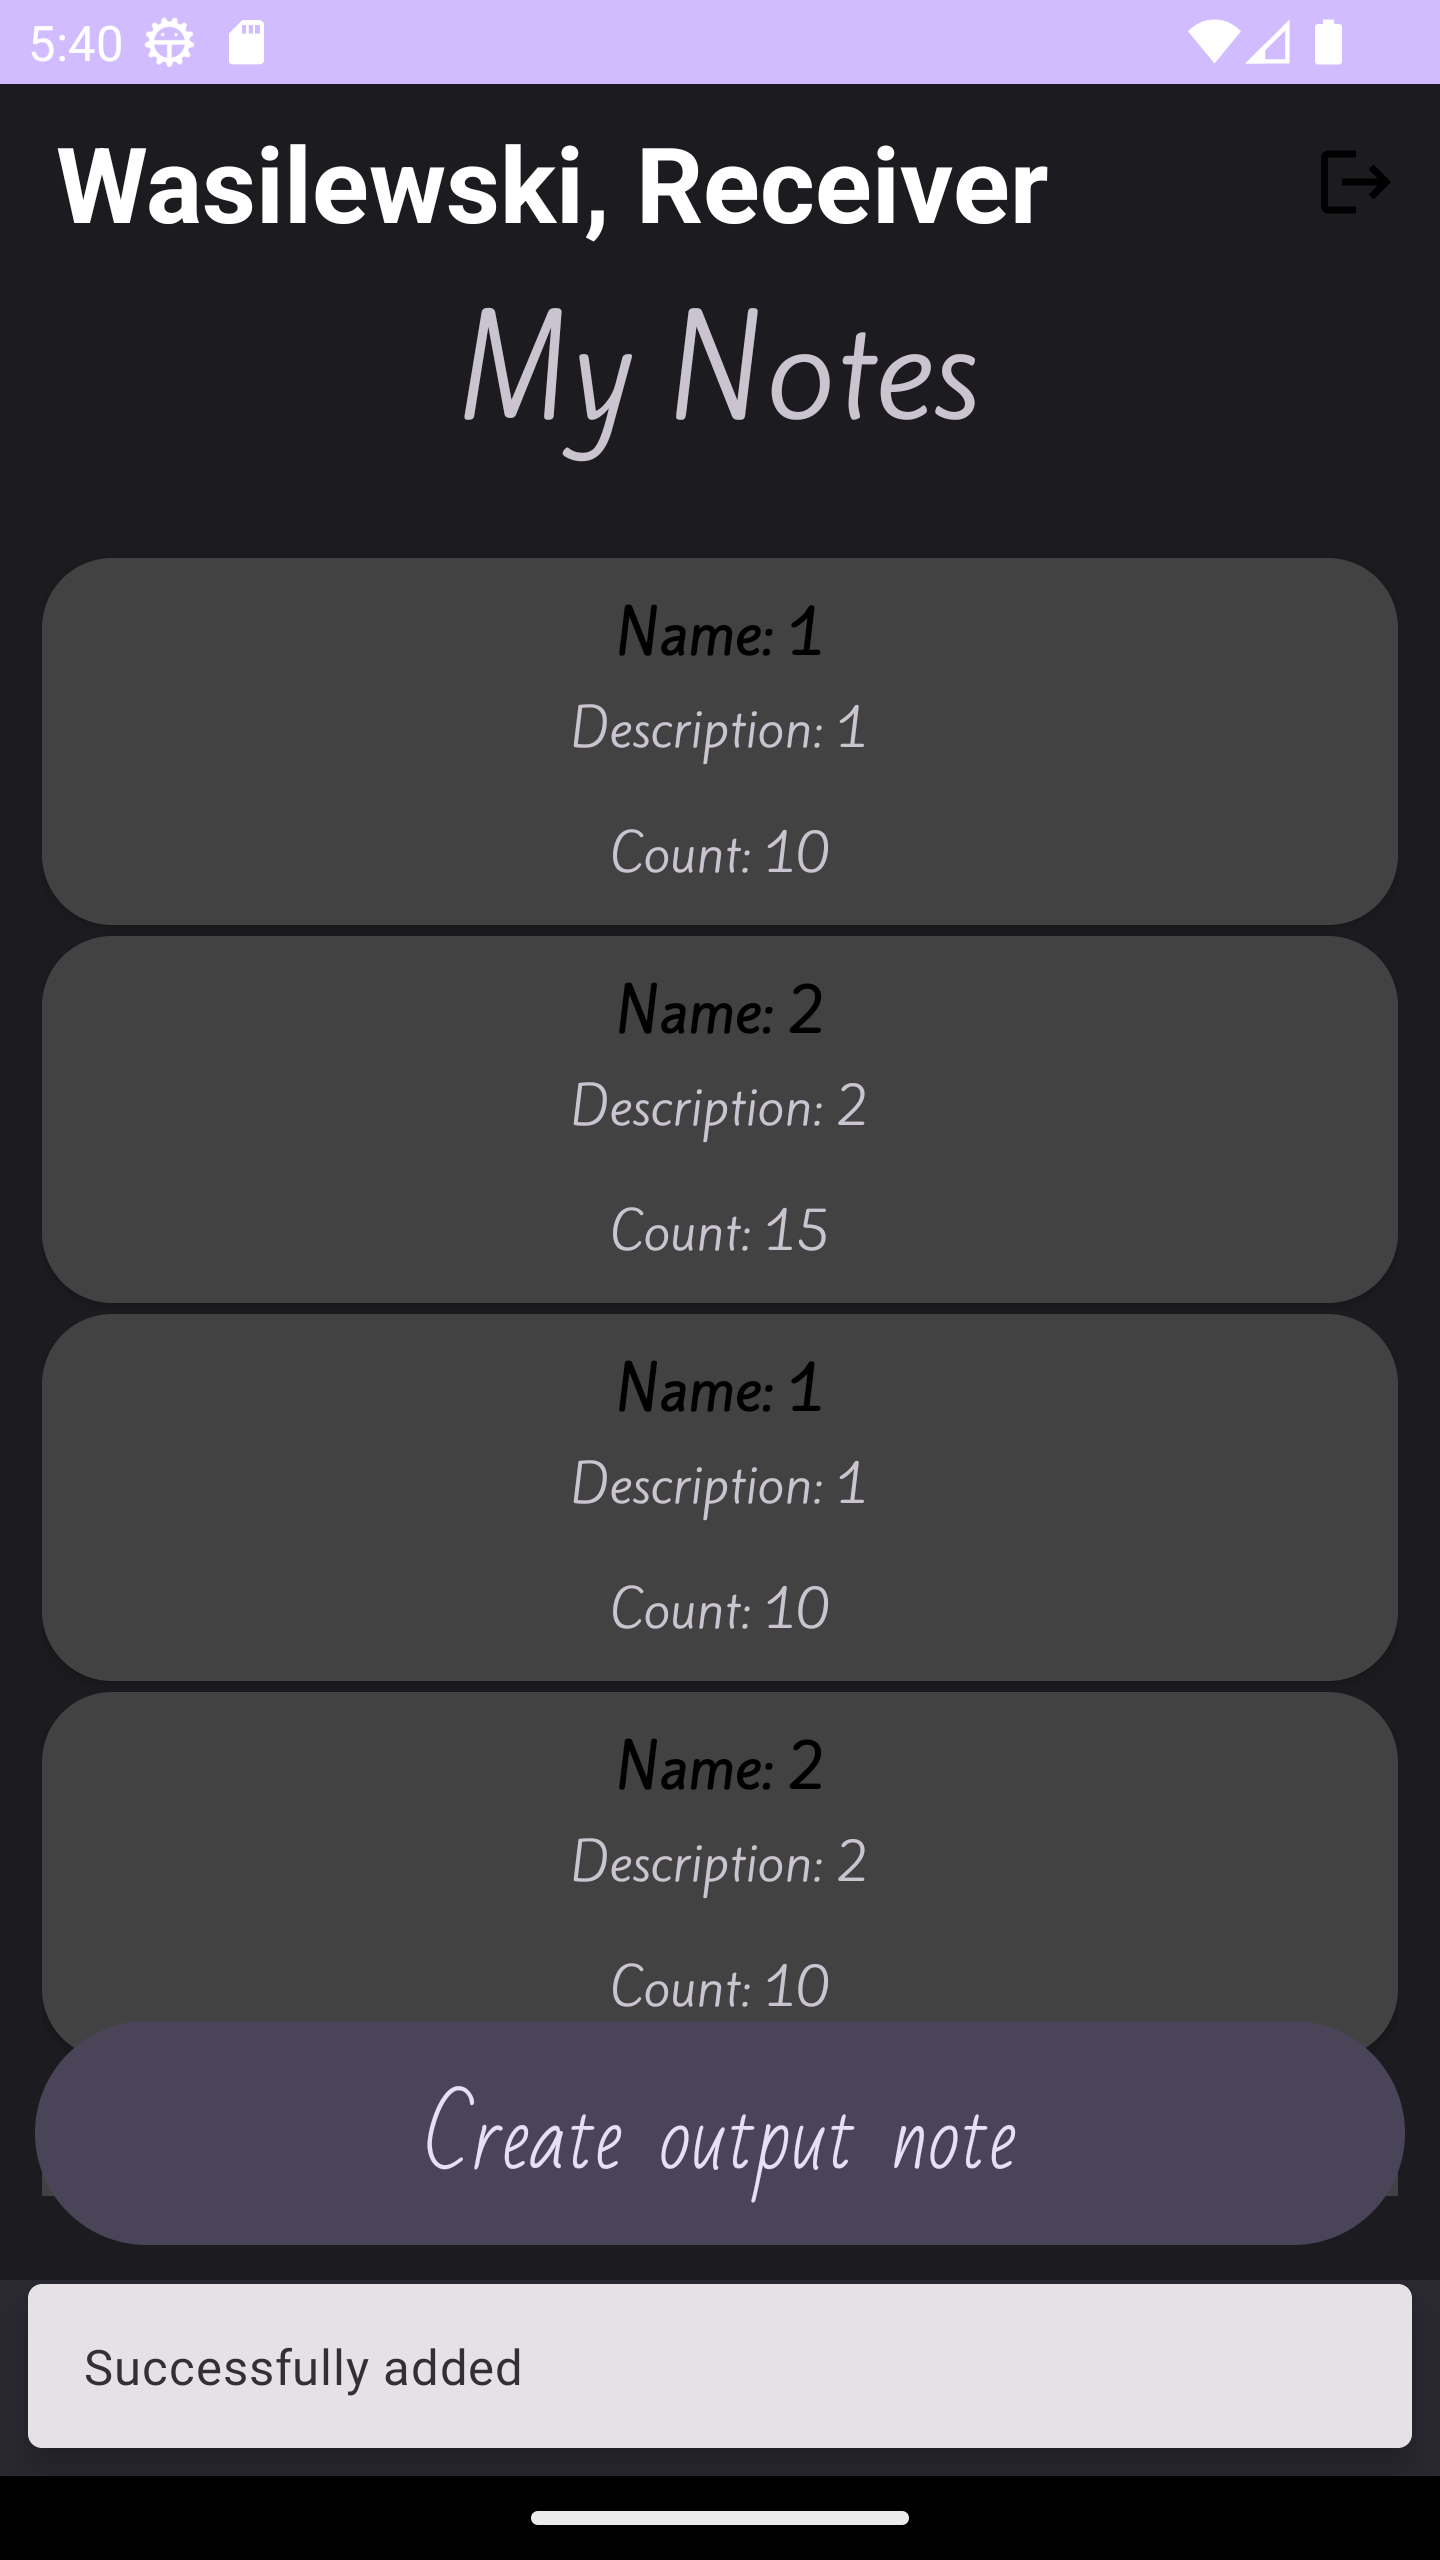 5:40
Wasilewski, Receiver
My Notes
Name: 1
Description: 1
Count: 10
Name: 2
Description: 2
Count: 15
Name: 1
Description: 1
Count: 10
Name: 2
Description: 2
Count: 10
Create output note
Successfully added